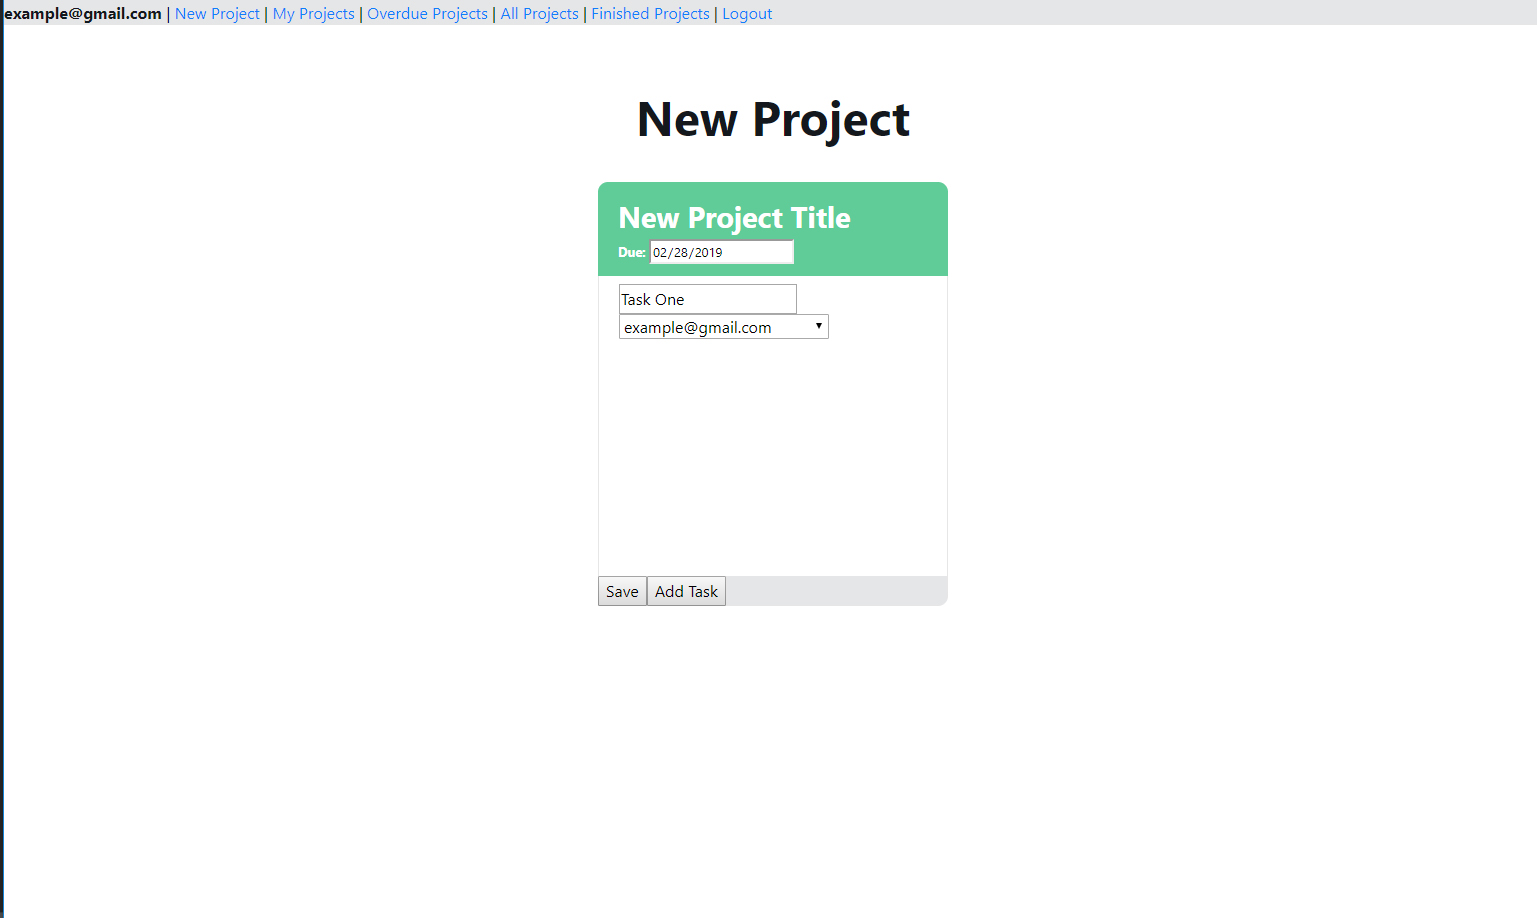 example@gmail.com | New Project | My Projects | Overdue Projects | All Projects | Finished Projects | Logout
New Project
New Project Title
Due: 02/28/2019
Task One
example@gmail.com
Save Add Task